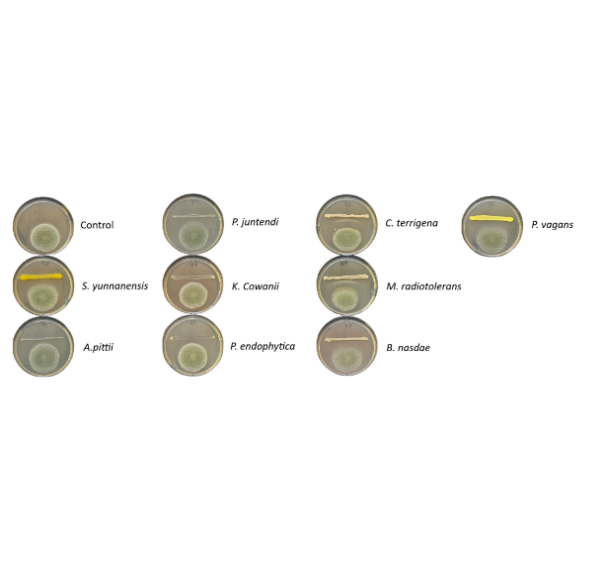 Control
P. juntendi
C. terrigena
P. vagans
S. yunnanensis
K. Cowanii
M. radiotolerans
A.pittii
P. endophytica
B. nasdae